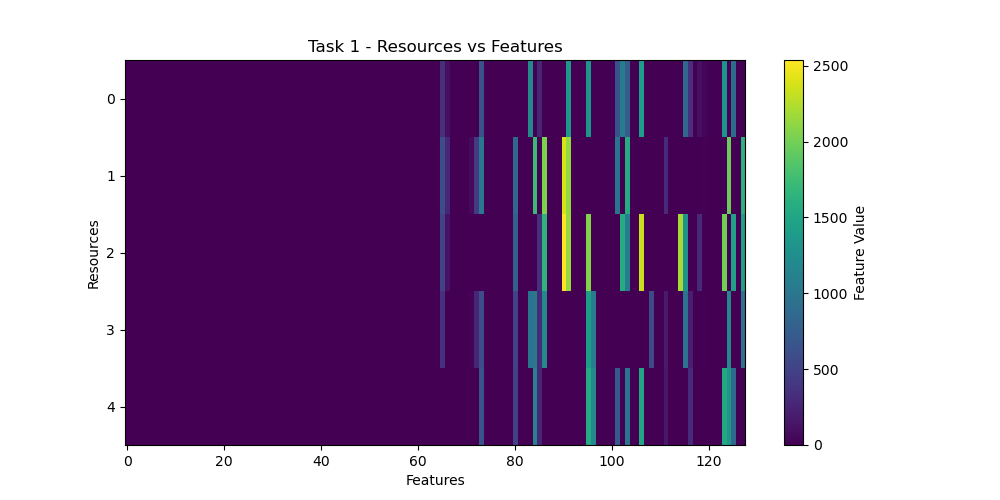 Task 1 - Resources vs Features
Resources
0
1
2
3
4
0 20 40 60 80 100 120
Features
2500
2000
1500
1000
500
0
Feature Value